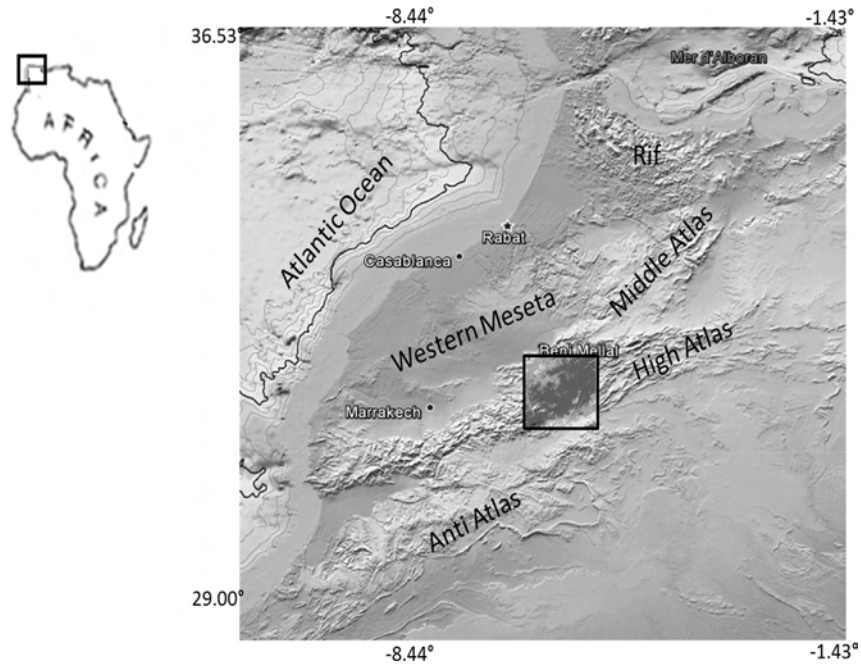 -8.44°
-1.43°
36.53°
Mer d'Alboran
AFRICA
Rif
Atlantic Ocean
Rabat
Casablanca
Middle Atlas
Western Meseta
Beni Mellal
High Atlas
Marrakech
Anti Atlas
29.00°
-8.44°
-1.43°